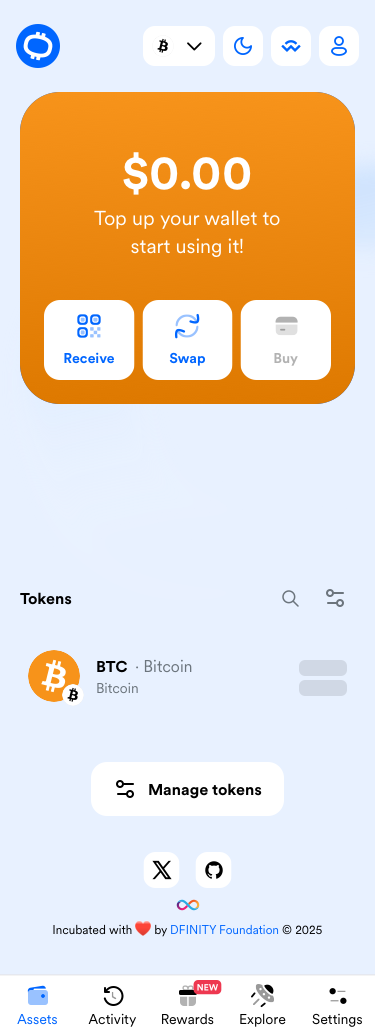 $0.00
Top up your wallet to
start using it!
Receive
Swap
Buy
Tokens
BTC · Bitcoin
Bitcoin
Manage tokens
Incubated with ❤️ by DFINITY Foundation © 2025
NEW
Assets
Activity
Rewards
Explore
Settings